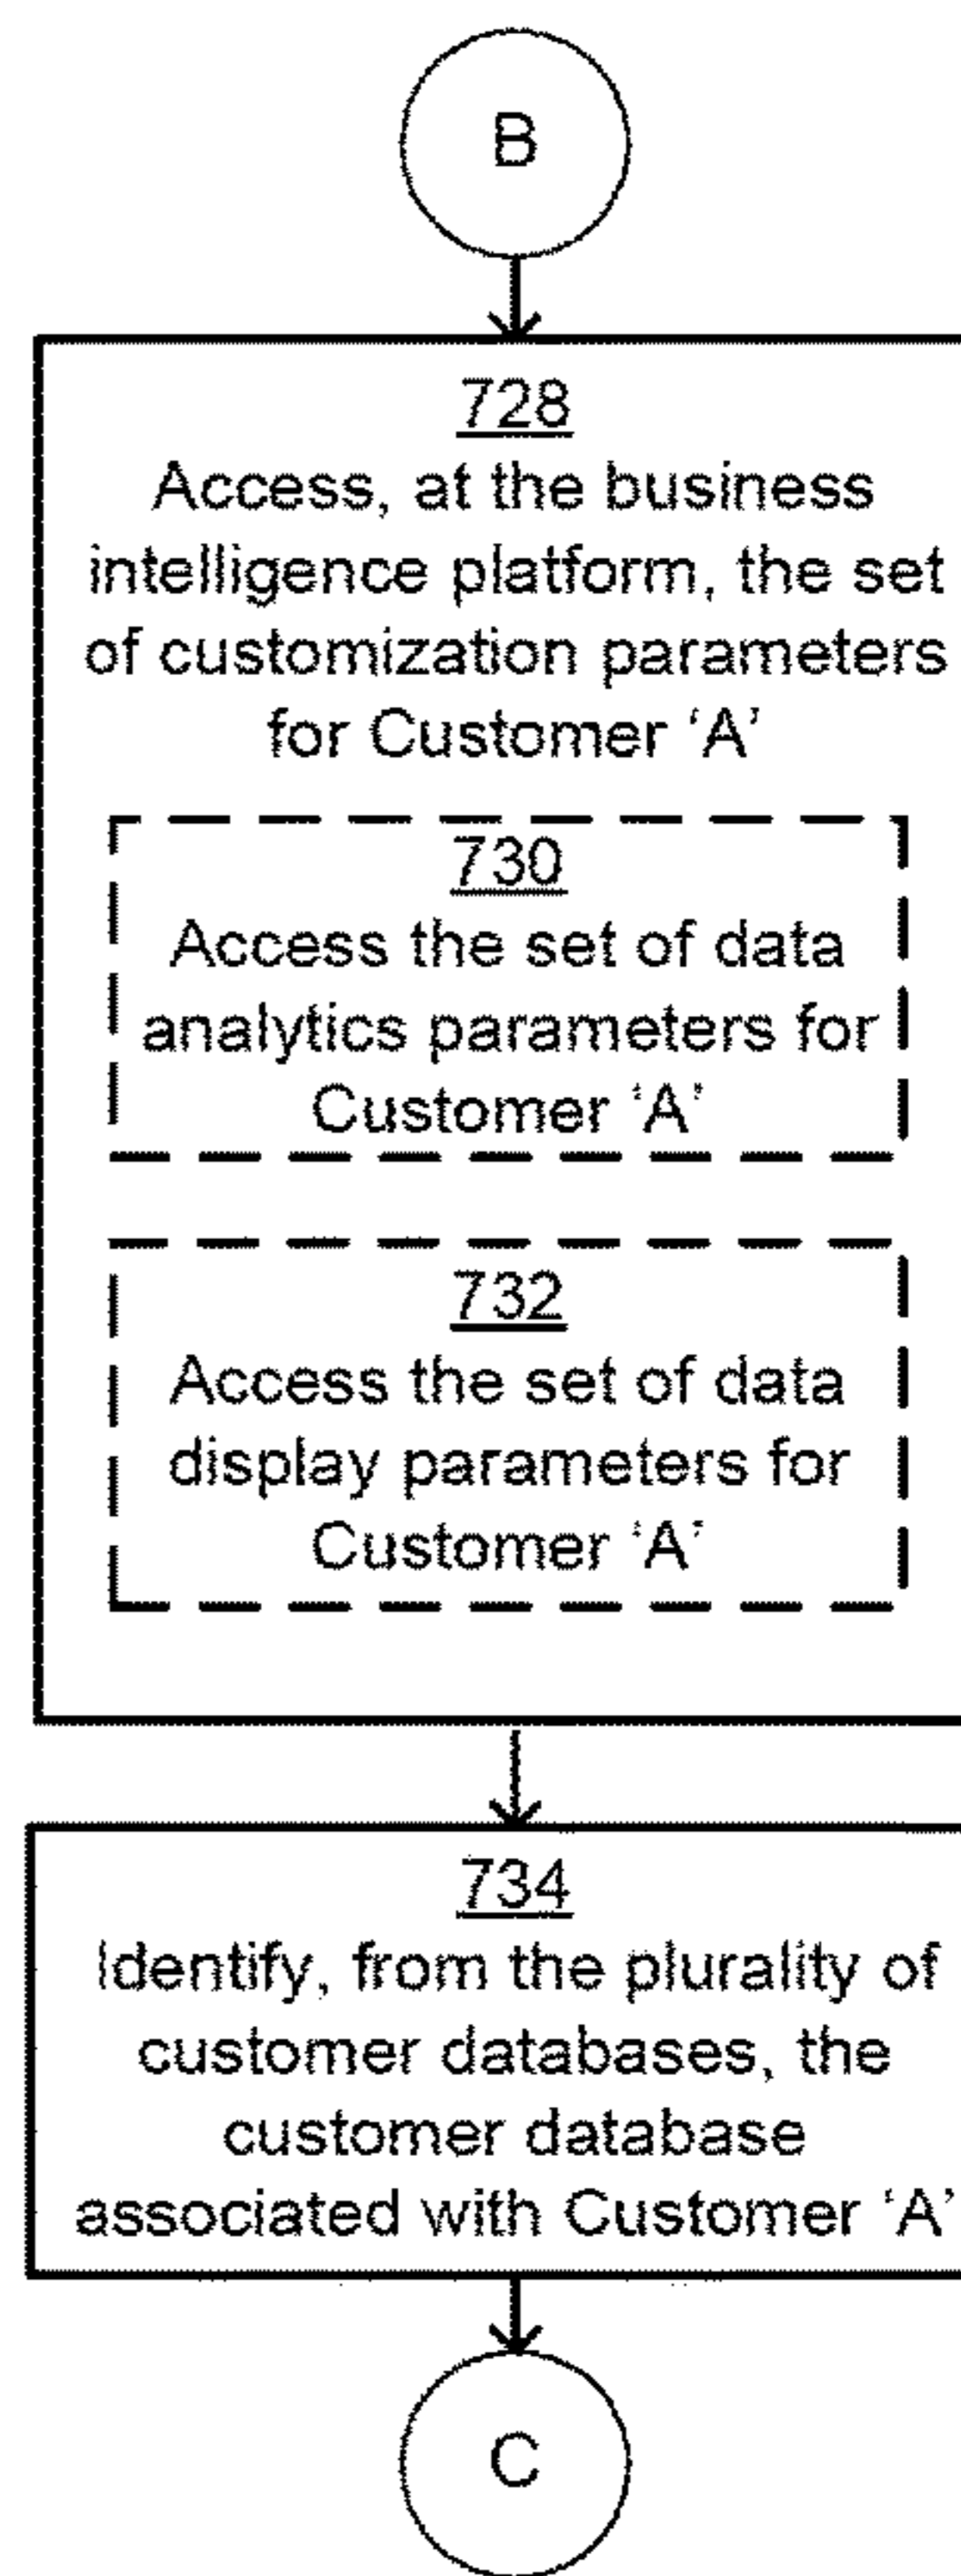 B
728
Access, at the business
intelligence platform, the set
of customization parameters
for Customer ‘A’
730
Access the set of data
analytics parameters for
Customer ‘A’
732
Access the set of data
display parameters for
Customer ‘A’
734
Identify, from the plurality of
customer databases, the
customer database
associated with Customer ‘A’
C